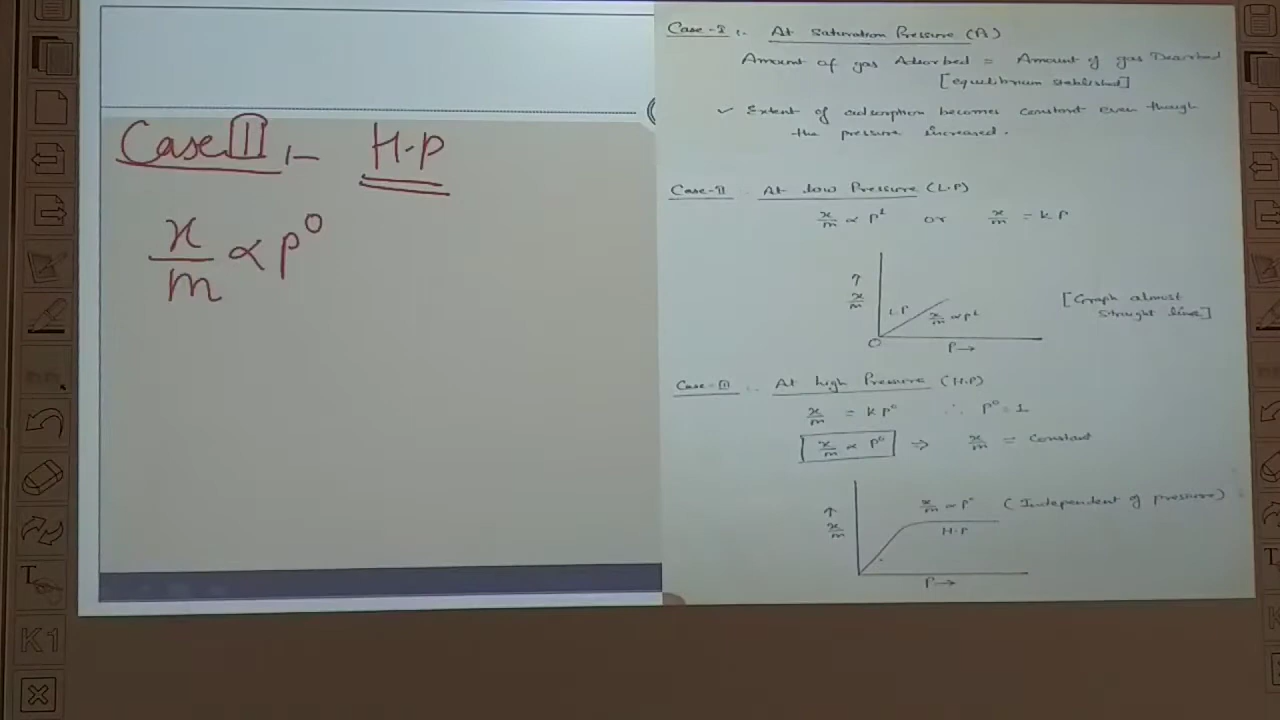 Case III :-   H.P
x/m ∝ p⁰
Case-I :. At Saturation Pressure (Ps)
Amount of gas Adsorbed = Amount of gas Desorbed
[equilibrium established]
✓ Extent of adsorption becomes constant even though
the pressure increased.
Case-II   At low Pressure (L.P)
x/m ∝ p¹   or   x/m = k p
↑
x/m
L.P
x/m ∝ p¹
O
P→
[Graph almost
straight line]
Case-III :. At high Pressure (H.P)
x/m = k p⁰   ∴ p⁰ = 1
x/m ∝ p⁰ ⇒ x/m = Constant
↑
x/m
x/m ∝ p⁰ (Independent of pressure)
H.P
P→
T
K1